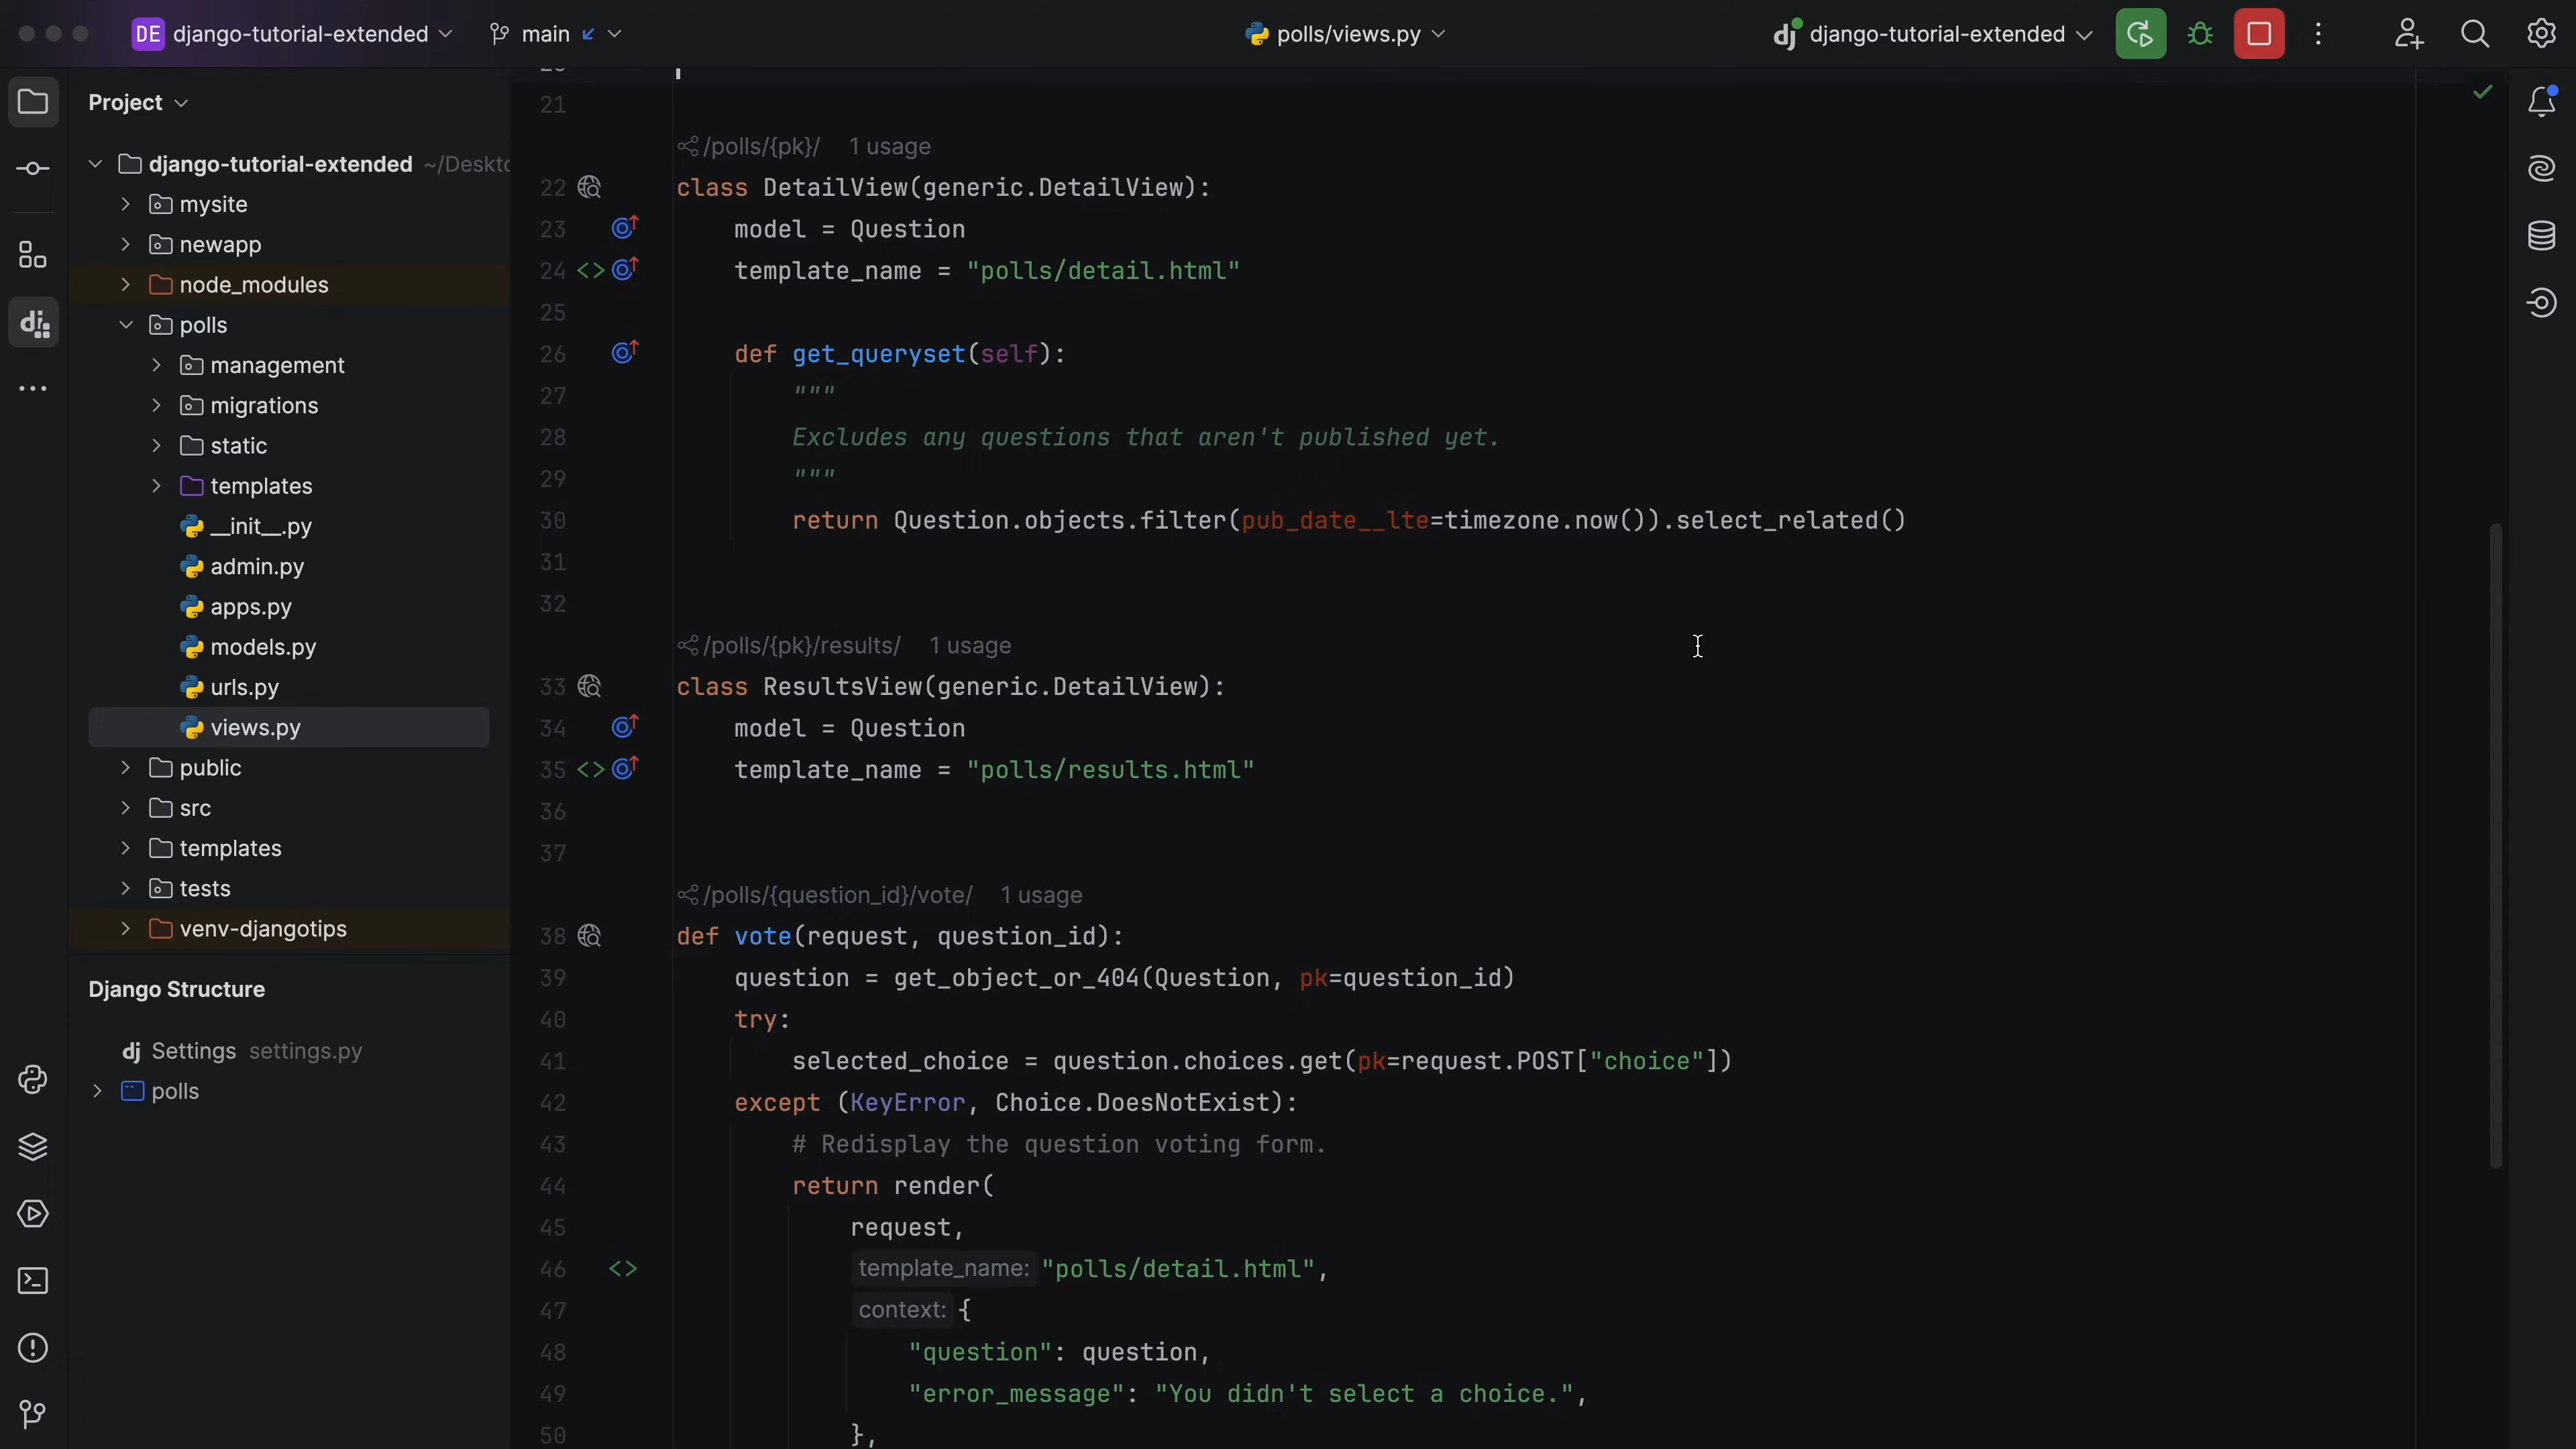 DE django-tutorial-extended main polls/views.py dj django-tutorial-extended
Project
django-tutorial-extended ~/Deskto
mysite
newapp
node_modules
polls
management
migrations
static
templates
__init__.py
admin.py
apps.py
models.py
urls.py
views.py
public
src
templates
tests
venv-djangotips
Django Structure
dj Settings settings.py
polls
21
/polls/{pk}/ 1 usage
22 class DetailView(generic.DetailView):
23 model = Question
24 <> template_name = "polls/detail.html"
25
26 def get_queryset(self):
27 """
28 Excludes any questions that aren't published yet.
29 """
30 return Question.objects.filter(pub_date__lte=timezone.now()).select_related()
31
32
/polls/{pk}/results/ 1 usage
33 class ResultsView(generic.DetailView):
34 model = Question
35 <> template_name = "polls/results.html"
36
37
/polls/{question_id}/vote/ 1 usage
38 def vote(request, question_id):
39 question = get_object_or_404(Question, pk=question_id)
40 try:
41 selected_choice = question.choices.get(pk=request.POST["choice"])
42 except (KeyError, Choice.DoesNotExist):
43 # Redisplay the question voting form.
44 return render(
45 request,
46 <> template_name: "polls/detail.html",
47 context: {
48 "question": question,
49 "error_message": "You didn't select a choice.",
50 },